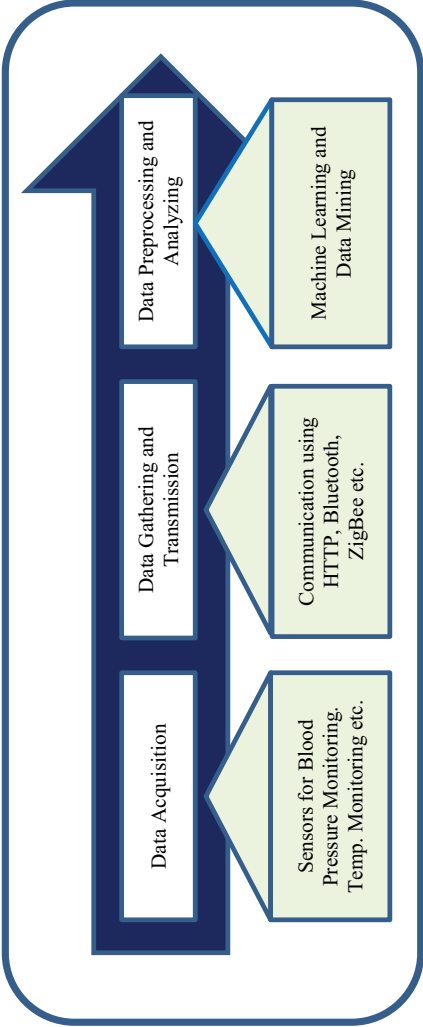 Data Acquisition
Data Gathering and
Transmission
Data Preprocessing and
Analyzing
Sensors for Blood
Pressure Monitoring.
Temp. Monitoring etc.
Communication using
HTTP, Bluetooth,
ZigBee etc.
Machine Learning and
Data Mining